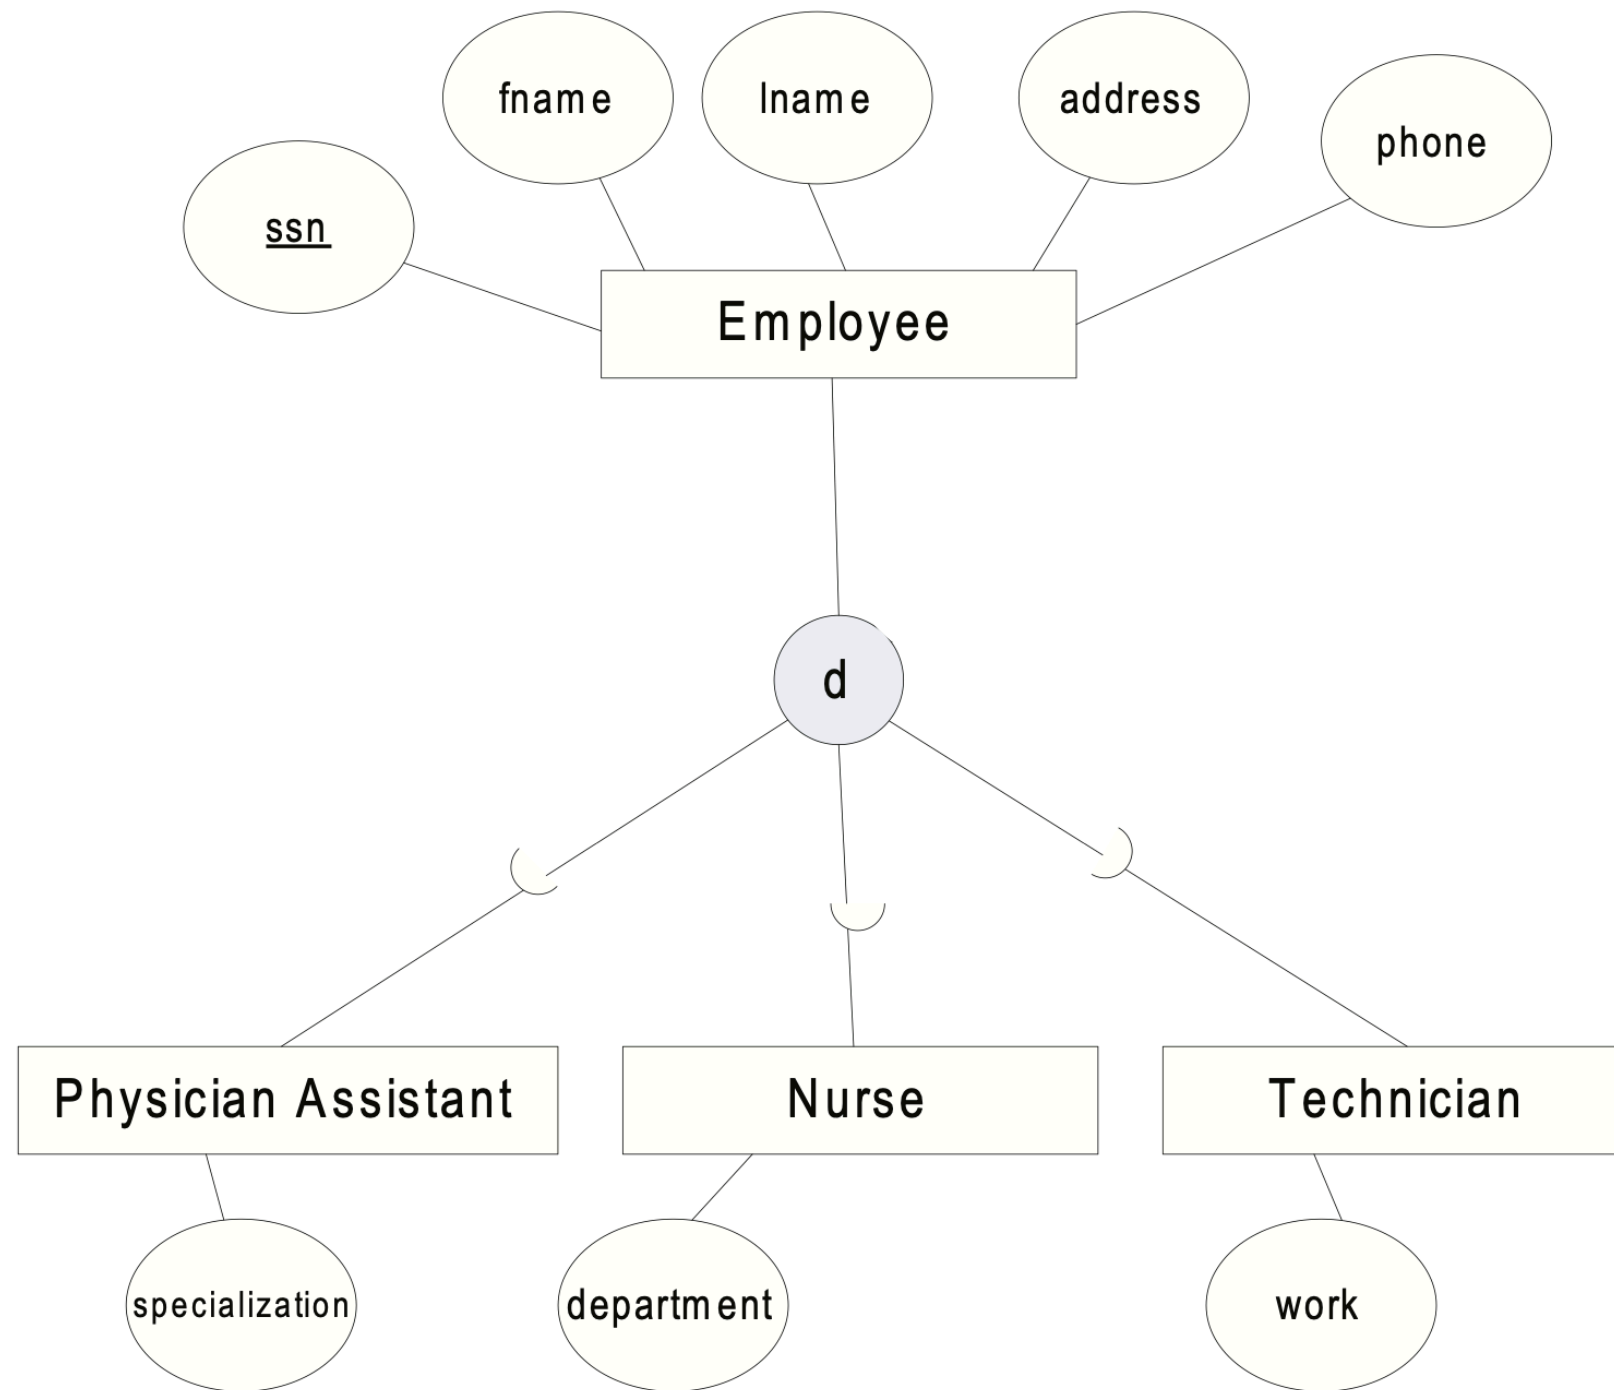 fname
lname
address
phone
ssn
Employee
d
Physician Assistant
Nurse
Technician
specialization
department
work